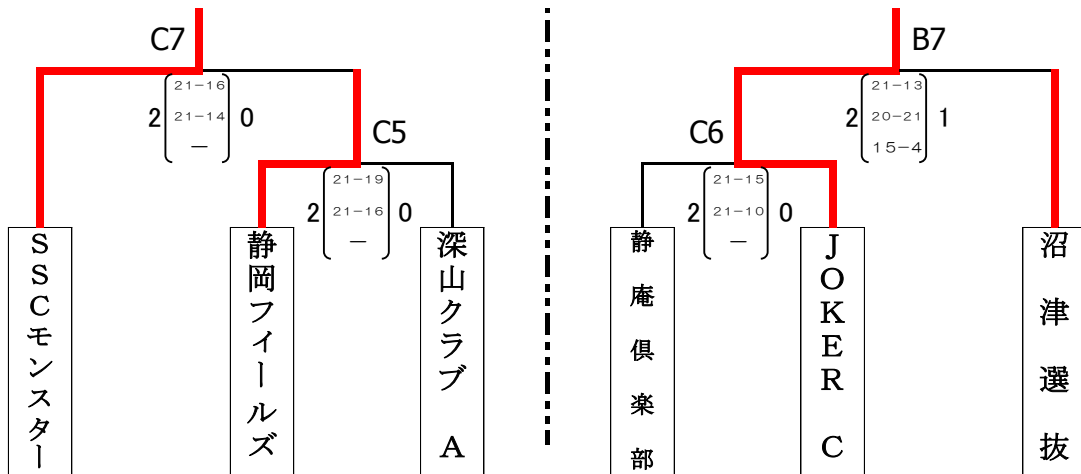 C7
21-16
2 21-14 0
—
C5
21-19
2 21-16 0
—
SSCモンスター
静岡フィールズ
深山クラブ A
B7
21-13
2 20-21 1
15-4
C6
21-15
2 21-10 0
—
静庵倶楽部
JOKER C
沼津選抜